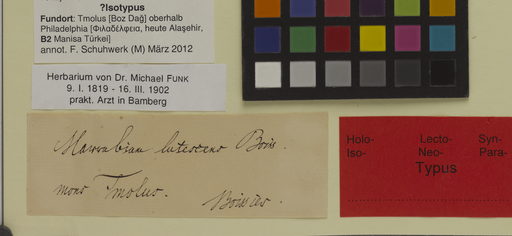 ?Isotypus
Fundort: Tmolus [Boz Dağ] oberhalb
Philadelphia [Φιλαδέλφεια, heute Alaşehir,
B2 Manisa Türkei]
annot. F. Schuhwerk (M) März 2012
Herbarium von Dr. Michael FUNK
9. I. 1819 - 16. III. 1902
prakt. Arzt in Bamberg
Marrubium lutescens Boiss.
mons Tmolus.
Boissier.
Holo- Lecto- Syn-
Iso- Neo- Para-
Typus